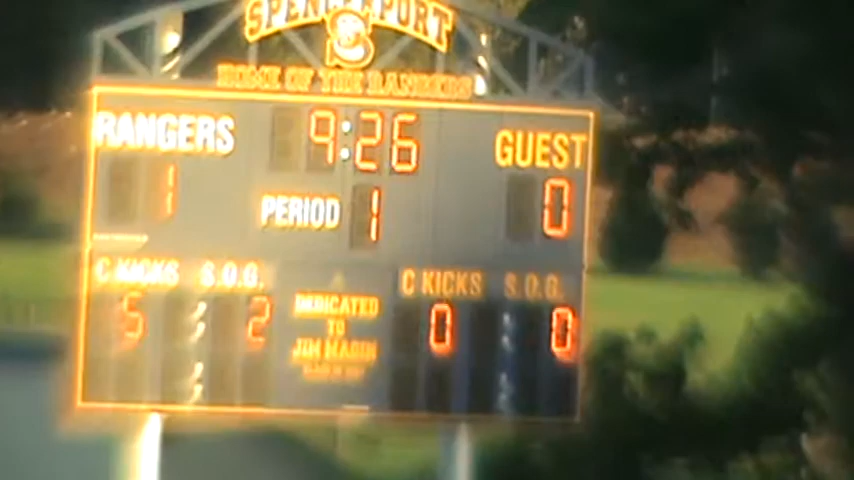 SPENCERPORT
S
HOME OF THE RANGERS
RANGERS 9:26 GUEST
1 PERIOD 1 0
C KICKS S.O.G. C KICKS S.O.G.
5 2 0 0
DEDICATED
TO
JIM MARIN